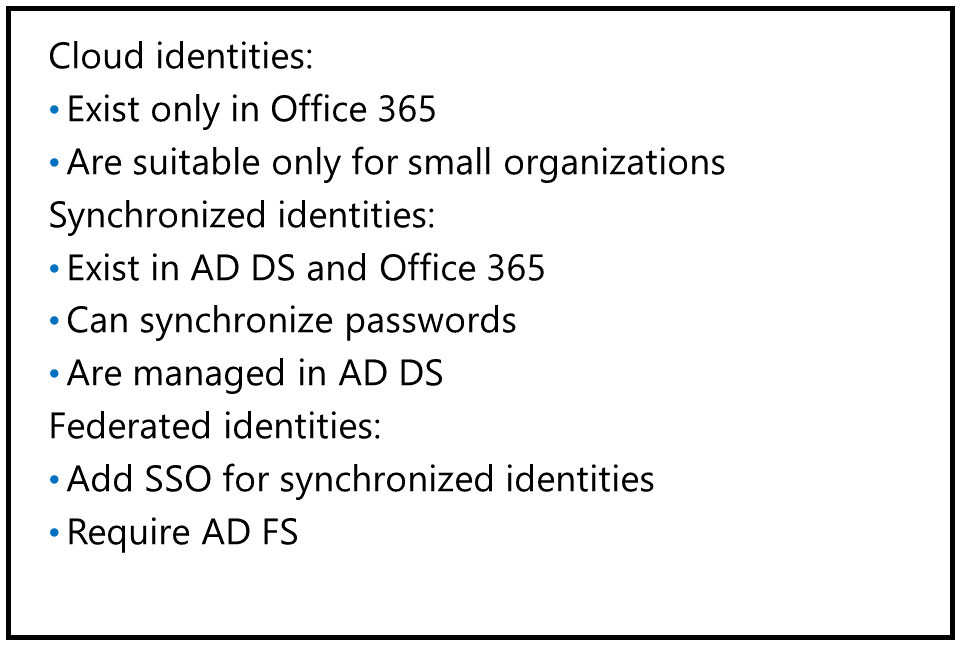 Cloud identities:
• Exist only in Office 365
• Are suitable only for small organizations
Synchronized identities:
• Exist in AD DS and Office 365
• Can synchronize passwords
• Are managed in AD DS
Federated identities:
• Add SSO for synchronized identities
• Require AD FS